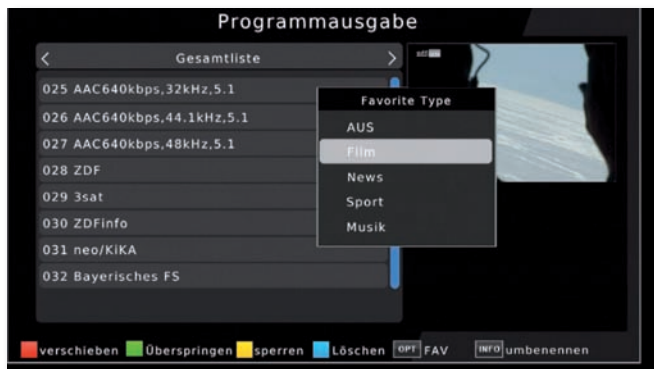 Programmausgabe
< Gesamtliste >
025 AAC640kbps,32kHz,5.1
026 AAC640kbps,44.1kHz,5.1
027 AAC640kbps,48kHz,5.1
028 ZDF
029 3sat
030 ZDFinfo
031 neo/KiKA
032 Bayerisches FS
Favorite Type
AUS
Film
News
Sport
Musik
verschieben Überspringen sperren Löschen OPT FAV INFO umbenennen